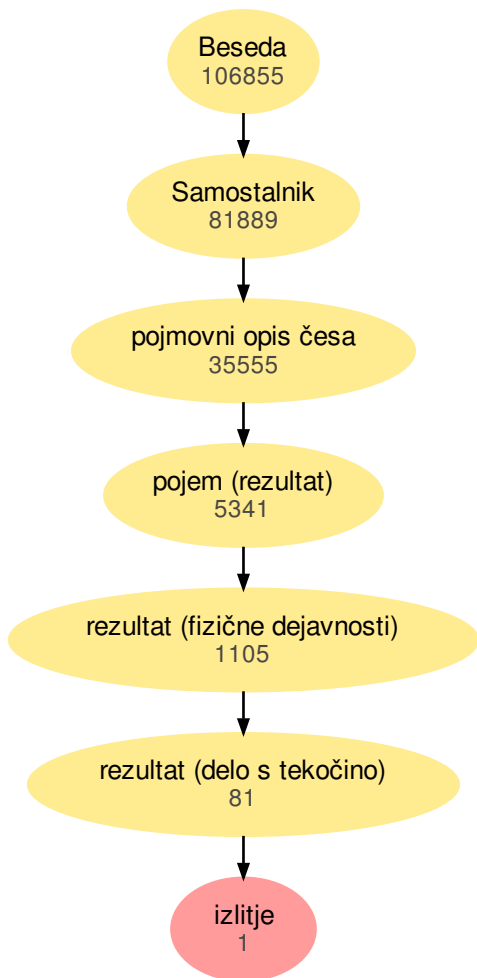 Beseda
106855
Samostalnik
81889
pojmovni opis česa
35555
pojem (rezultat)
5341
rezultat (fizične dejavnosti)
1105
rezultat (delo s tekočino)
81
izlitje
1